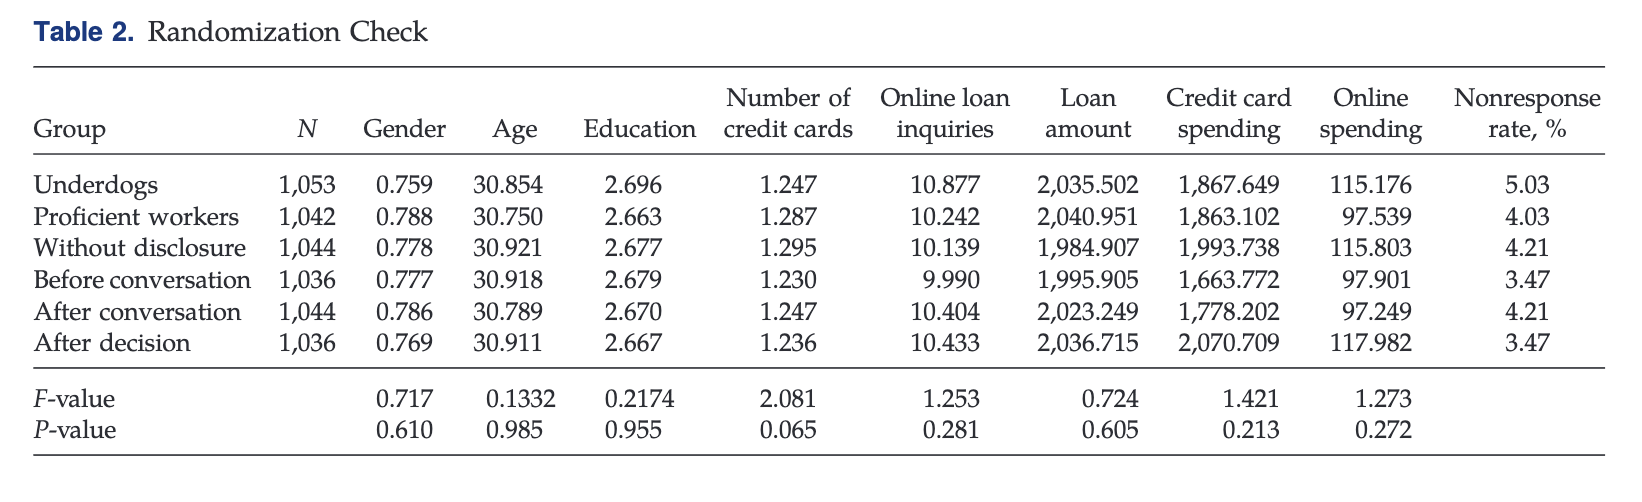 Table 2. Randomization Check
Number of Online loan Loan Credit card Online Nonresponse
Group N Gender Age Education credit cards inquiries amount spending spending rate, %
Underdogs 1,053 0.759 30.854 2.696 1.247 10.877 2,035.502 1,867.649 115.176 5.03
Proficient workers 1,042 0.788 30.750 2.663 1.287 10.242 2,040.951 1,863.102 97.539 4.03
Without disclosure 1,044 0.778 30.921 2.677 1.295 10.139 1,984.907 1,993.738 115.803 4.21
Before conversation 1,036 0.777 30.918 2.679 1.230 9.990 1,995.905 1,663.772 97.901 3.47
After conversation 1,044 0.786 30.789 2.670 1.247 10.404 2,023.249 1,778.202 97.249 4.21
After decision 1,036 0.769 30.911 2.667 1.236 10.433 2,036.715 2,070.709 117.982 3.47
F-value 0.717 0.1332 0.2174 2.081 1.253 0.724 1.421 1.273
P-value 0.610 0.985 0.955 0.065 0.281 0.605 0.213 0.272